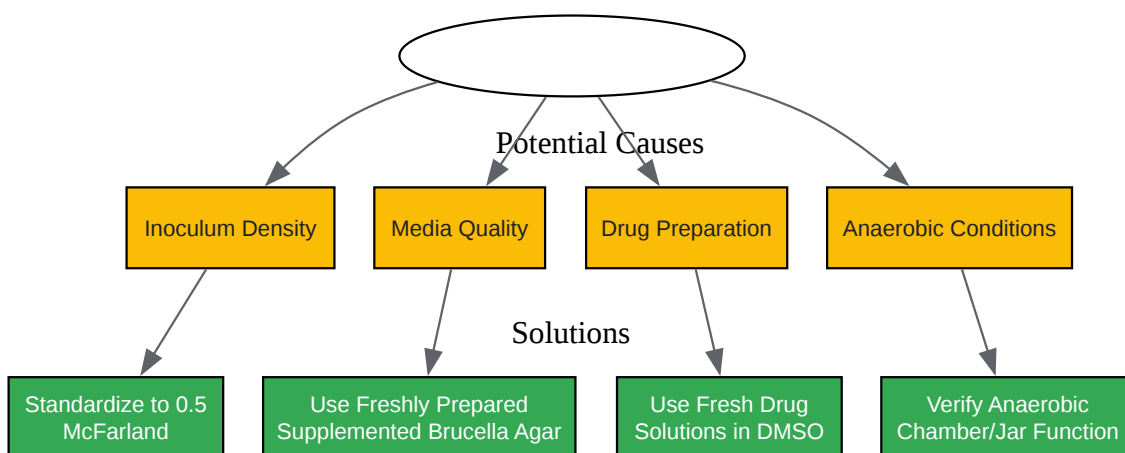 Potential Causes
Inoculum Density
Media Quality
Drug Preparation
Anaerobic Conditions
Solutions
Standardize to 0.5
McFarland
Use Freshly Prepared
Supplemented Brucella Agar
Use Fresh Drug
Solutions in DMSO
Verify Anaerobic
Chamber/Jar Function